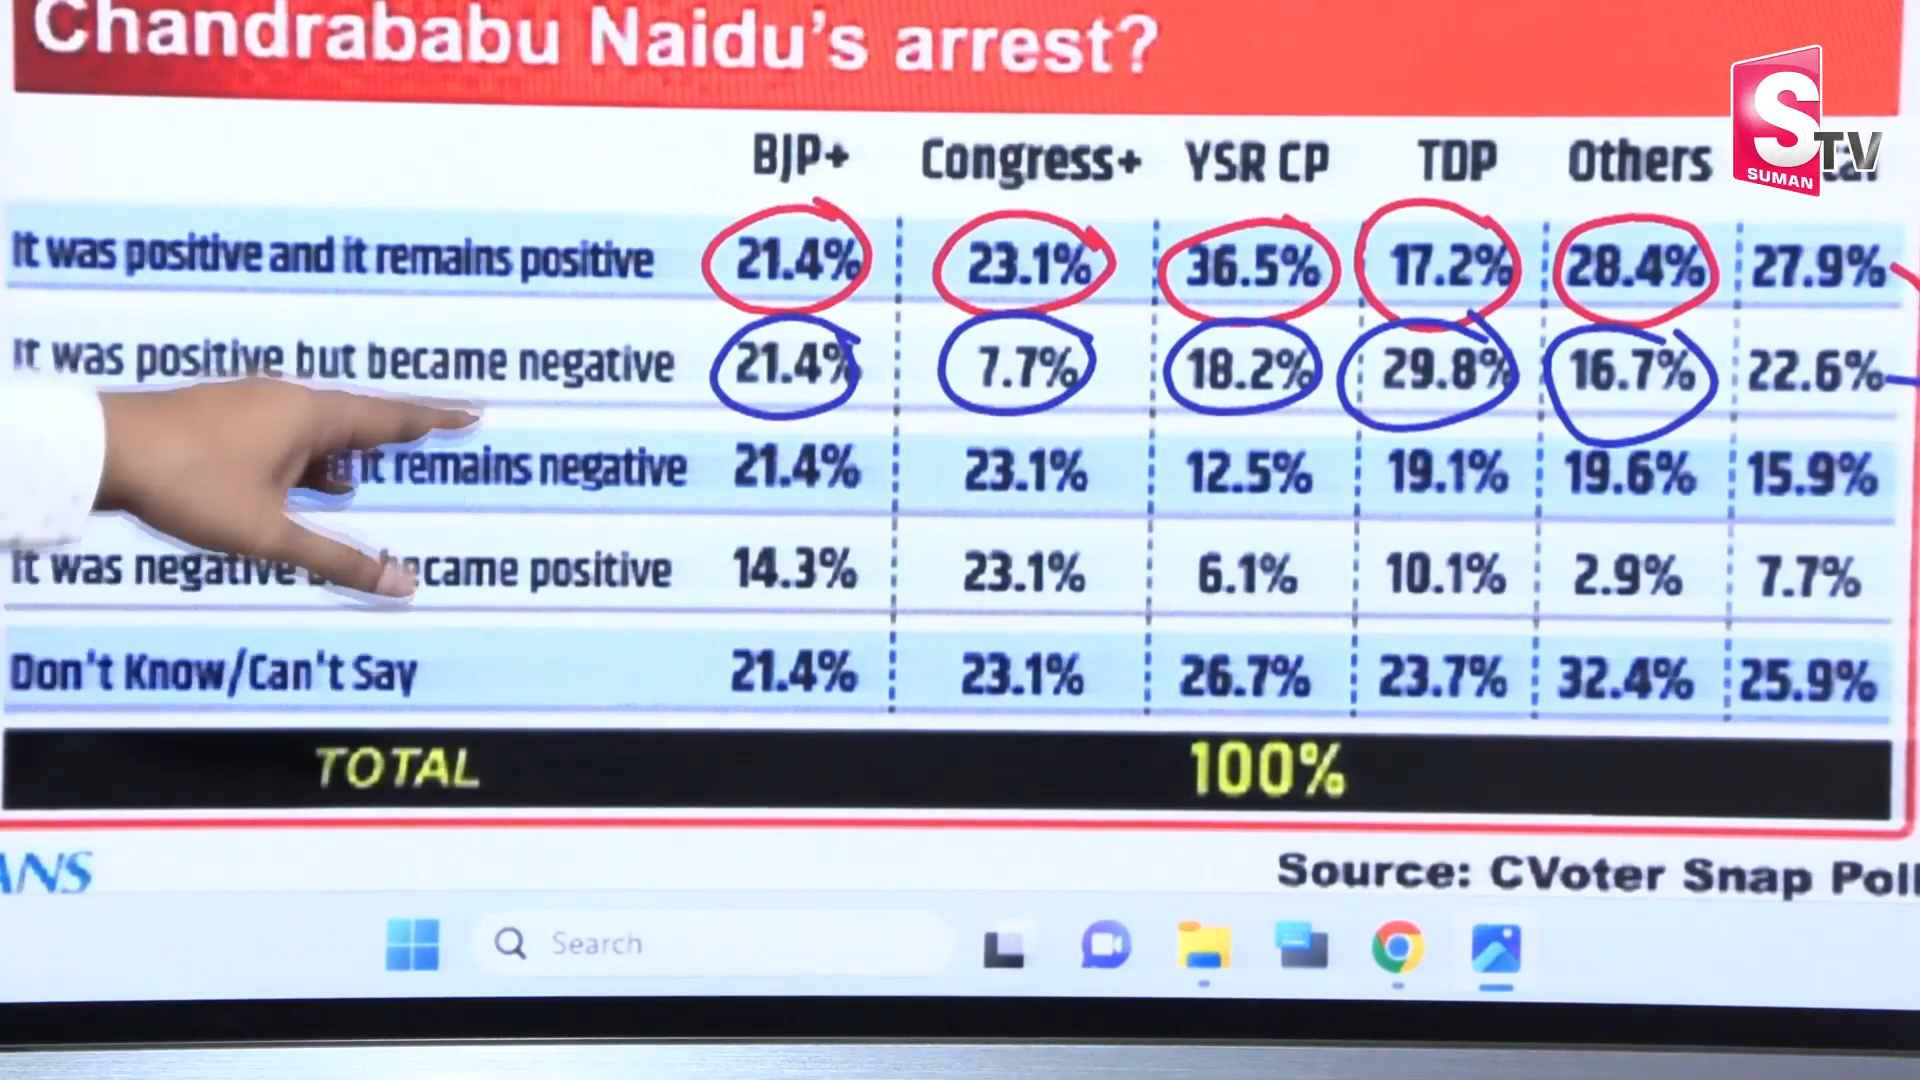 Chandrababu Naidu's arrest?
S
TV
SUMAN
BJP+ Congress+ YSR CP TDP Others
It was positive and it remains positive 21.4% 23.1% 36.5% 17.2% 28.4% 27.9%
It was positive but became negative 21.4% 7.7% 18.2% 29.8% 16.7% 22.6%
it remains negative 21.4% 23.1% 12.5% 19.1% 19.6% 15.9%
It was negative became positive 14.3% 23.1% 6.1% 10.1% 2.9% 7.7%
Don't Know/Can't Say 21.4% 23.1% 26.7% 23.7% 32.4% 25.9%
TOTAL 100%
Source: CVoter Snap Poll
Search